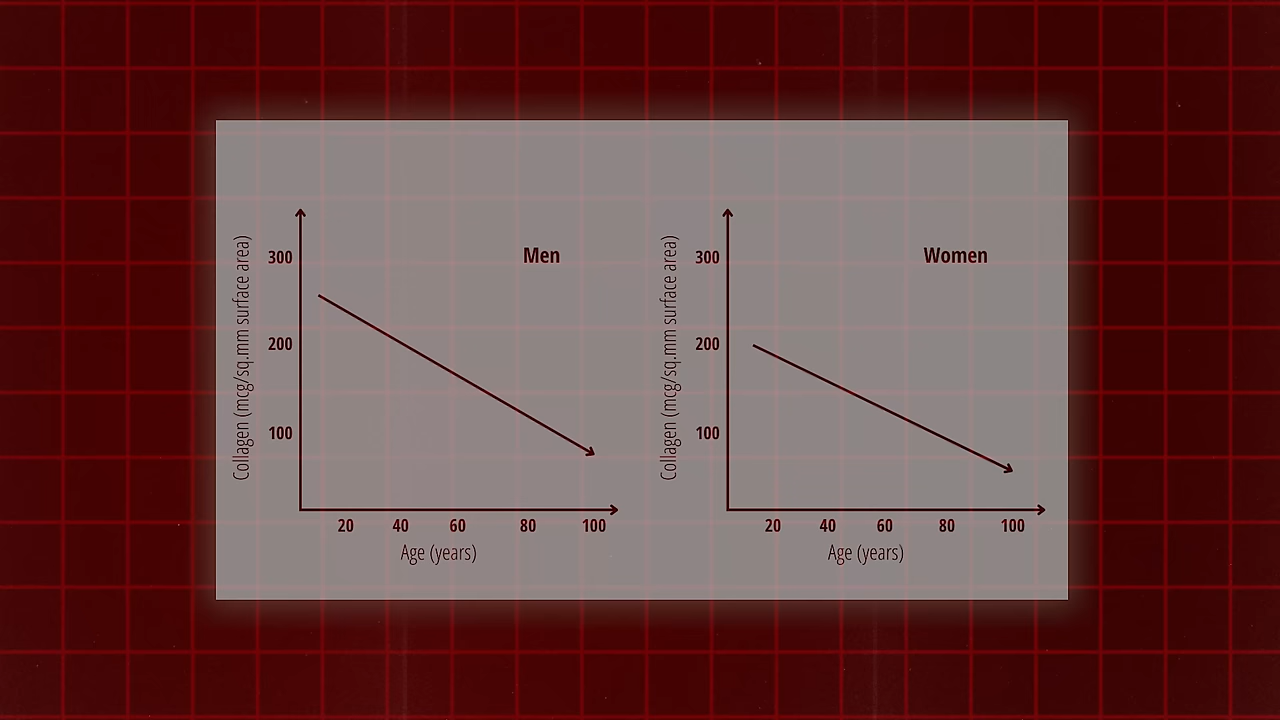 Men
Collagen (mcg/sq.mm surface area)
300
200
100
20 40 60 80 100
Age (years)
Women
Collagen (mcg/sq.mm surface area)
300
200
100
20 40 60 80 100
Age (years)